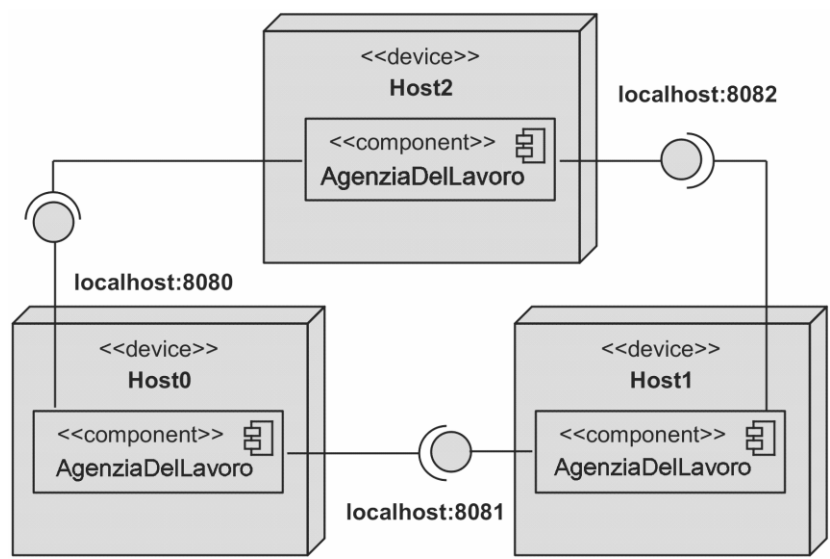 <<device>>
Host2
localhost:8082
<<component>>
AgenziaDelLavoro
localhost:8080
<<device>>
Host0
<<component>>
AgenziaDelLavoro
<<device>>
Host1
<<component>>
AgenziaDelLavoro
localhost:8081